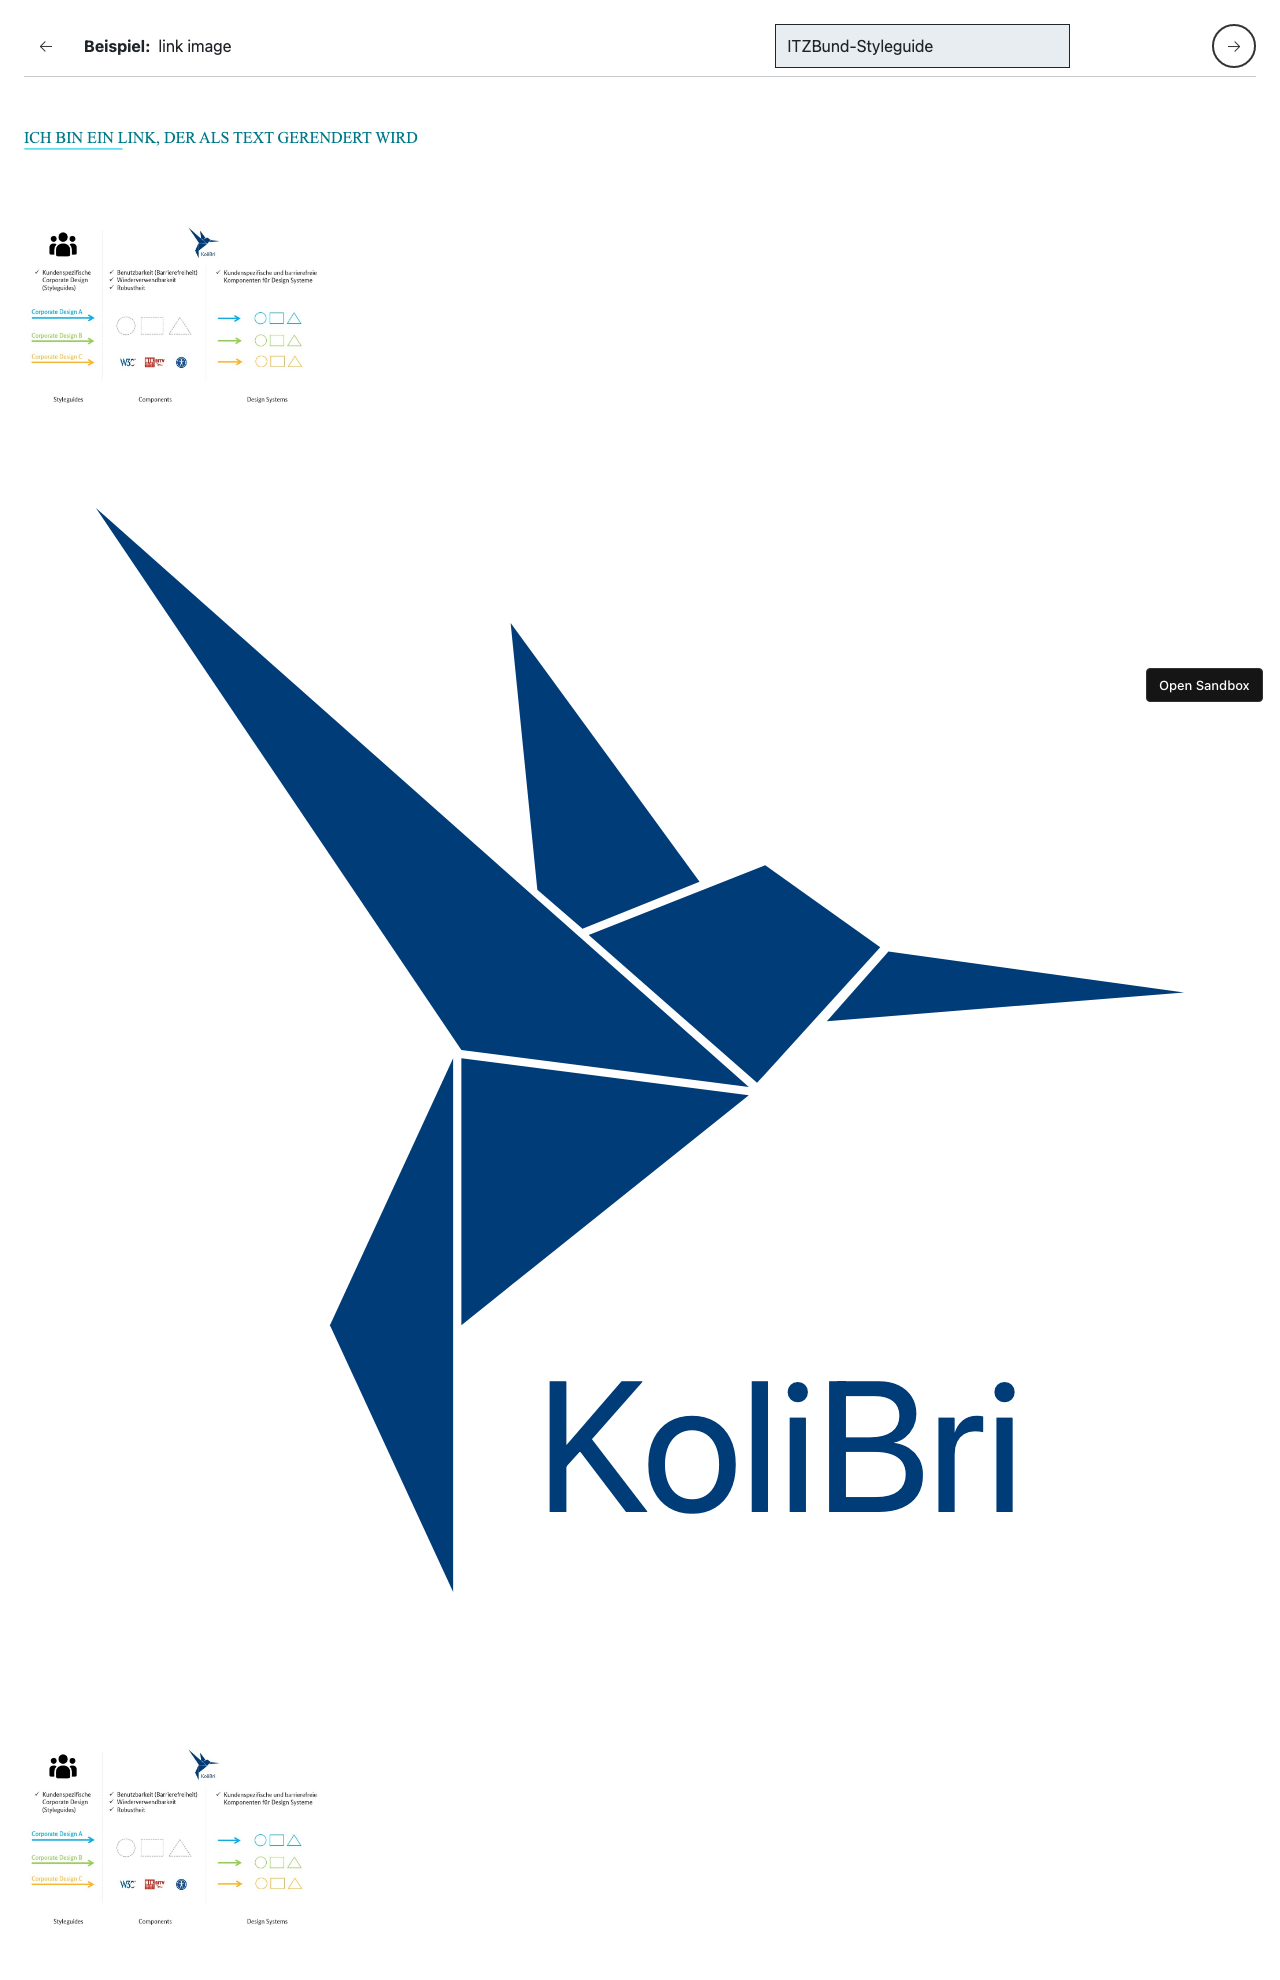 Beispiel: link image
ITZBund-Styleguide
ICH BIN EIN LINK, DER ALS TEXT GERENDERT WIRD
KoliBri
✓ Kundenspezifische
Corporate Design
(Styleguides)
✓ Benutzbarkeit (Barrierefreiheit)
✓ Wiederverwendbarkeit
✓ Robustheit
✓ Kundenspezifische und barrierefreie
Komponenten für Design Systeme
Corporate Design A
Corporate Design B
Corporate Design C
W3C
BITV
Styleguides
Components
Design Systems
Open Sandbox
KoliBri
KoliBri
✓ Kundenspezifische
Corporate Design
(Styleguides)
✓ Benutzbarkeit (Barrierefreiheit)
✓ Wiederverwendbarkeit
✓ Robustheit
✓ Kundenspezifische und barrierefreie
Komponenten für Design Systeme
Corporate Design A
Corporate Design B
Corporate Design C
W3C
BITV
Styleguides
Components
Design Systems